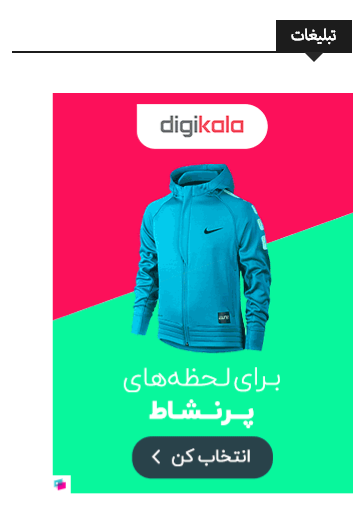 تبلیغات
digikala
برای لحظه‌های
پرنشاط
انتخاب کن